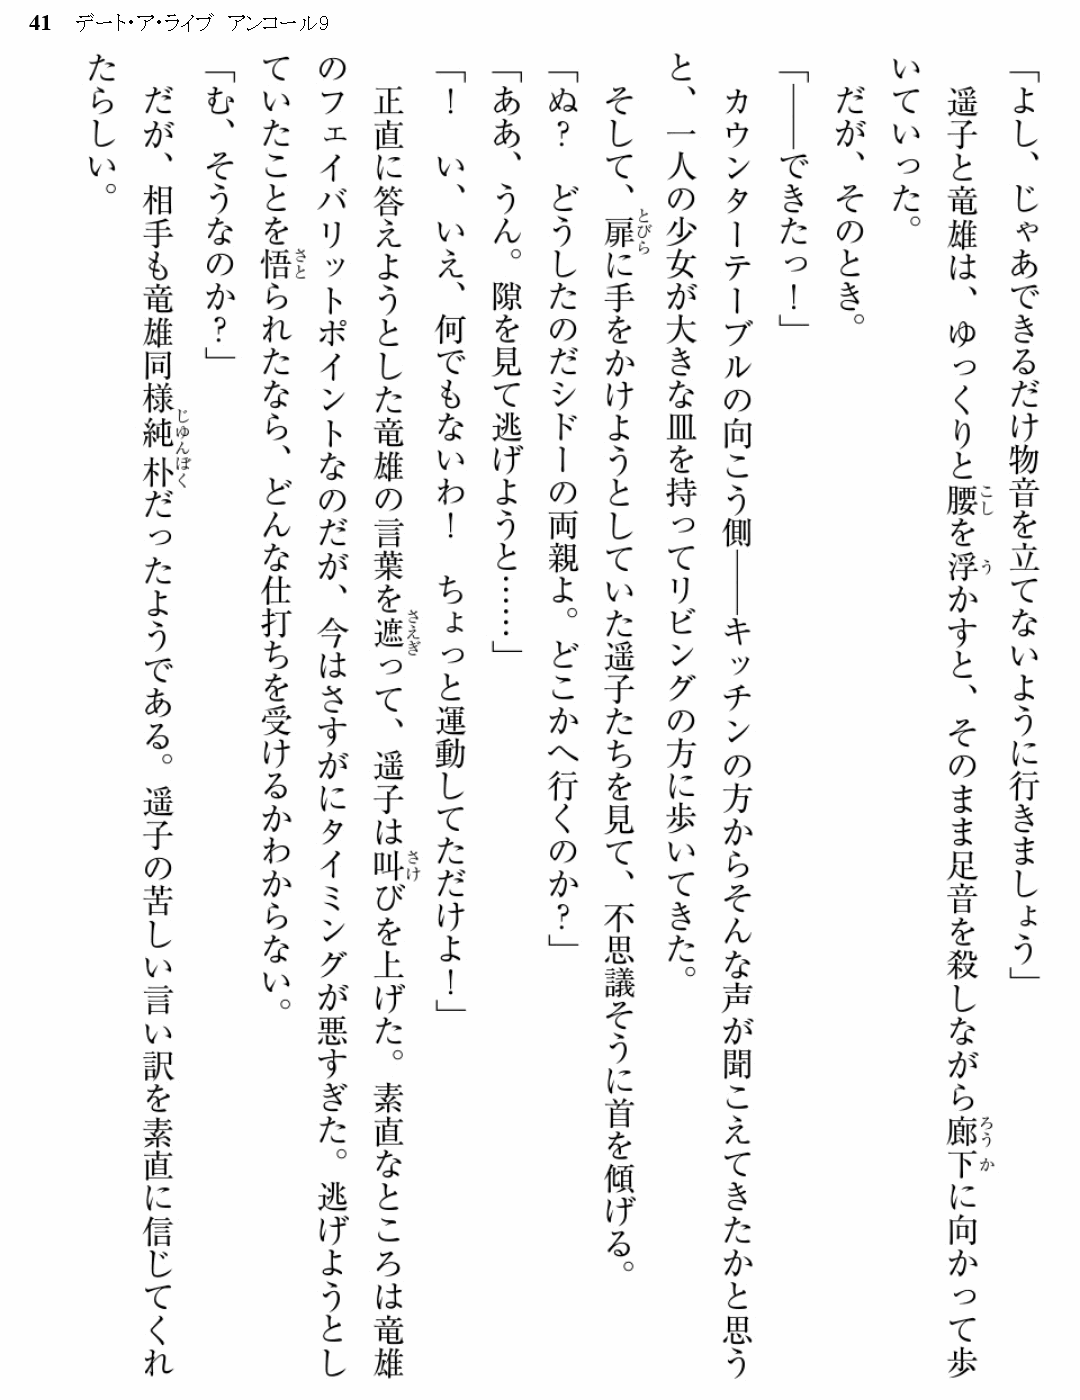 41 デート・ア・ライブ アンコール9
「よし、じゃあできるだけ物音を立てないように行きましょう」
　遥子と竜雄は、ゆっくりと腰を浮かすと、そのまま足音を殺しながら廊下に向かって歩
いていった。
　だが、そのとき。
「――できたっ！」
　カウンターテーブルの向こう側――キッチンの方からそんな声が聞こえてきたかと思う
と、一人の少女が大きな皿を持ってリビングの方に歩いてきた。
　そして、扉に手をかけようとしていた遥子たちを見て、不思議そうに首を傾げる。
「ぬ？　どうしたのだシドーの両親よ。どこかへ行くのか？」
「ああ、うん。隙を見て逃げようと……」
「！　い、いえ、何でもないわ！　ちょっと運動してただけよ！」
　正直に答えようとした竜雄の言葉を遮って、遥子は叫びを上げた。素直なところは竜雄
のフェイバリットポイントなのだが、今はさすがにタイミングが悪すぎた。逃げようとし
ていたことを悟られたなら、どんな仕打ちを受けるかわからない。
「む、そうなのか？」
　だが、相手も竜雄同様純朴だったようである。遥子の苦しい言い訳を素直に信じてくれ
たらしい。